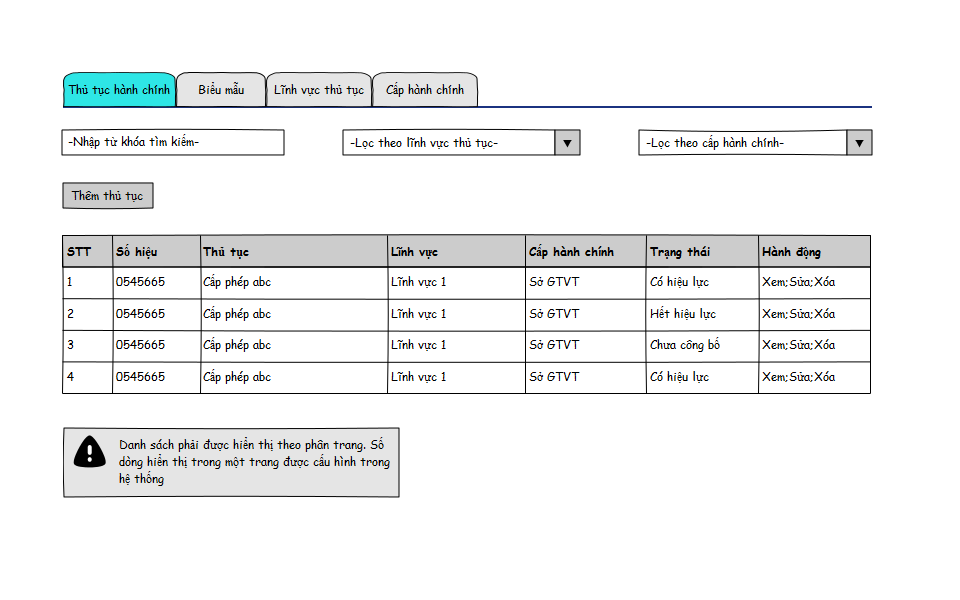 Thủ tục hành chính Biểu mẫu Lĩnh vực thủ tục Cấp hành chính
-Nhập từ khóa tìm kiếm- -Lọc theo lĩnh vực thủ tục- -Lọc theo cấp hành chính-
Thêm thủ tục
STT Số hiệu Thủ tục Lĩnh vực Cấp hành chính Trạng thái Hành động
1 0545665 Cấp phép abc Lĩnh vực 1 Sở GTVT Có hiệu lực Xem;Sửa;Xóa
2 0545665 Cấp phép abc Lĩnh vực 1 Sở GTVT Hết hiệu lực Xem;Sửa;Xóa
3 0545665 Cấp phép abc Lĩnh vực 1 Sở GTVT Chưa công bố Xem;Sửa;Xóa
4 0545665 Cấp phép abc Lĩnh vực 1 Sở GTVT Có hiệu lực Xem;Sửa;Xóa
Danh sách phải được hiển thị theo phân trang. Số
dòng hiển thị trong một trang được cấu hình trong
hệ thống